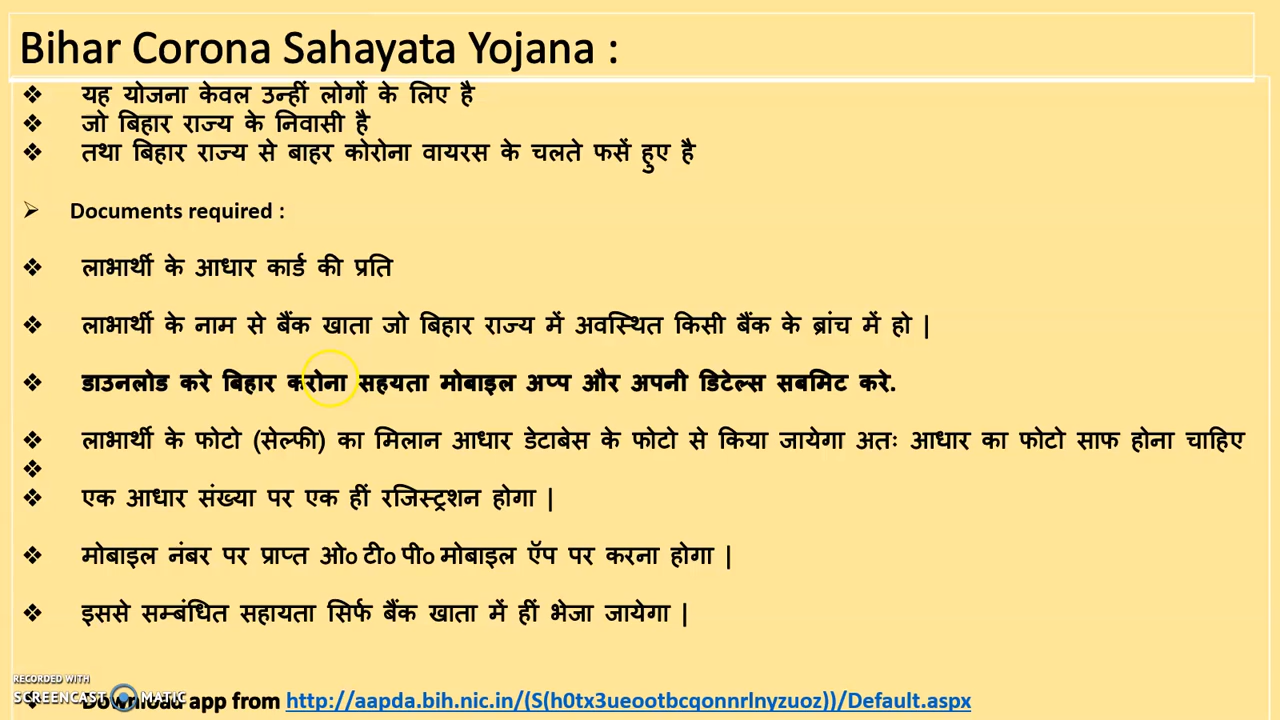 Bihar Corona Sahayata Yojana :
❖ यह योजना केवल उन्हीं लोगों के लिए है
❖ जो बिहार राज्य के निवासी है
❖ तथा बिहार राज्य से बाहर कोरोना वायरस के चलते फसें हुए है
➢ Documents required :
❖ लाभार्थी के आधार कार्ड की प्रति
❖ लाभार्थी के नाम से बैंक खाता जो बिहार राज्य में अवस्थित किसी बैंक के ब्रांच में हो |
❖ डाउनलोड करे बिहार करोना सहयता मोबाइल अप्प और अपनी डिटेल्स सबमिट करे.
❖ लाभार्थी के फोटो (सेल्फी) का मिलान आधार डेटाबेस के फोटो से किया जायेगा अतः आधार का फोटो साफ होना चाहिए
❖
❖ एक आधार संख्या पर एक हीं रजिस्ट्रशन होगा |
❖ मोबाइल नंबर पर प्राप्त ओ० टी० पी० मोबाइल ऍप पर करना होगा |
❖ इससे सम्बंधित सहायता सिर्फ बैंक खाता में हीं भेजा जायेगा |
❖ Download app from http://aapda.bih.nic.in/(S(h0tx3ueootbcqonnrlnyzuoz))/Default.aspx
RECORDED WITH
SCREENCAST MATIC